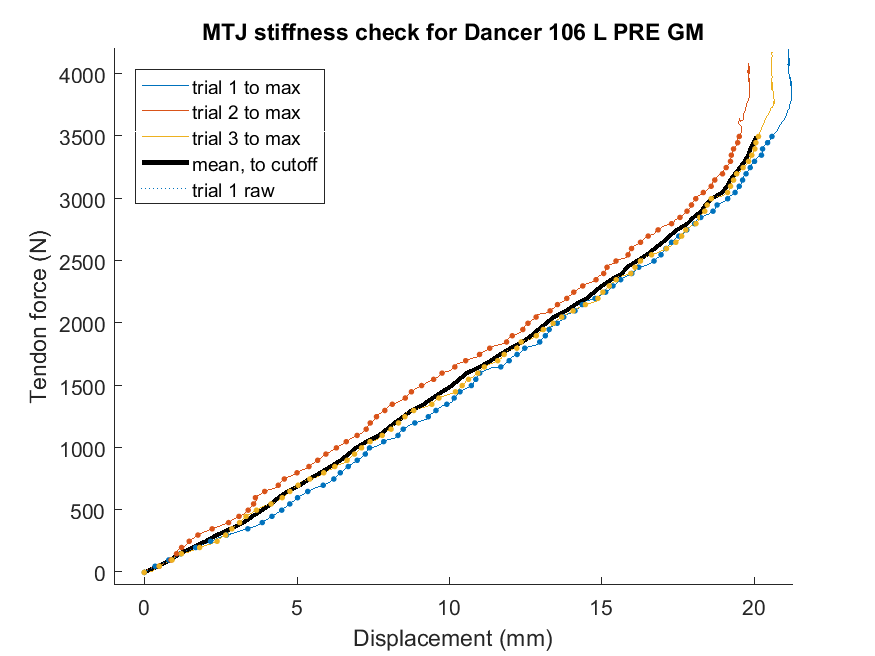 MTJ stiffness check for Dancer 106 L PRE GM
4000
3500
3000
2500
2000
1500
1000
500
0
Tendon force (N)
trial 1 to max
trial 2 to max
trial 3 to max
mean, to cutoff
trial 1 raw
0 5 10 15 20
Displacement (mm)